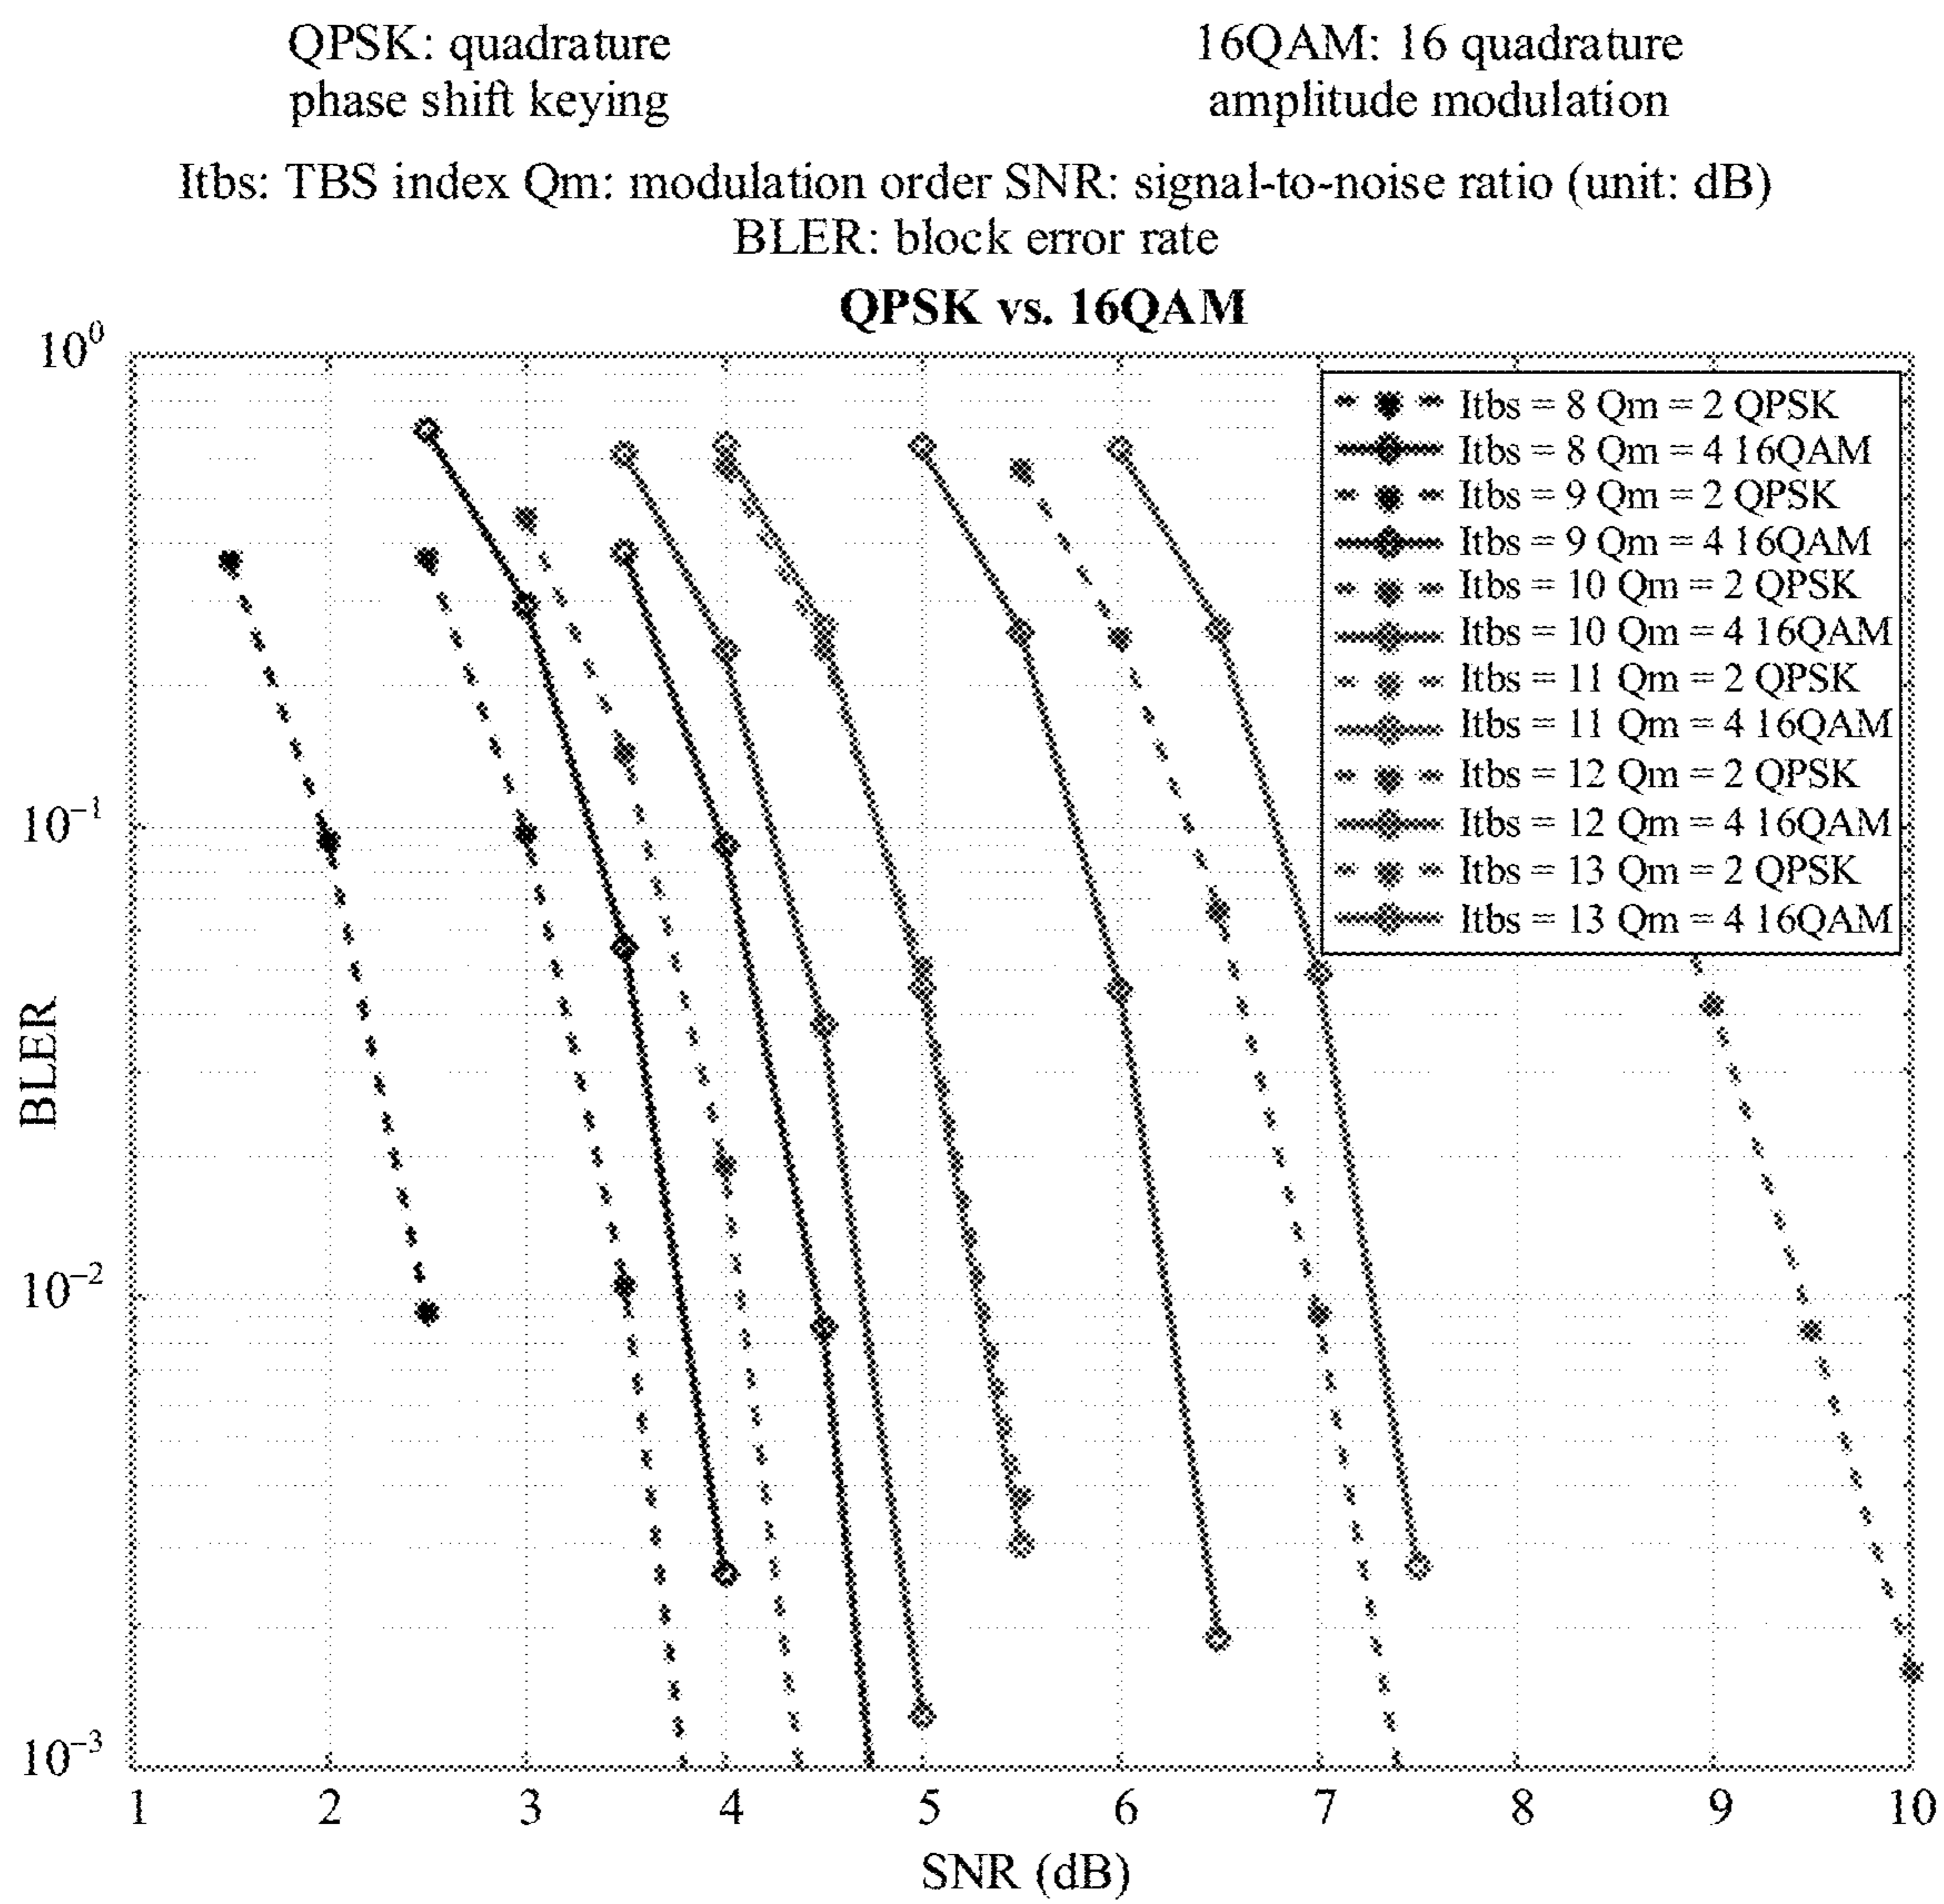 QPSK: quadrature
phase shift keying
16QAM: 16 quadrature
amplitude modulation
Itbs: TBS index Qm: modulation order SNR: signal-to-noise ratio (unit: dB)
BLER: block error rate
QPSK vs. 16QAM
10⁰
10⁻¹
10⁻²
10⁻³
BLER
Itbs = 8 Qm = 2 QPSK
Itbs = 8 Qm = 4 16QAM
Itbs = 9 Qm = 2 QPSK
Itbs = 9 Qm = 4 16QAM
Itbs = 10 Qm = 2 QPSK
Itbs = 10 Qm = 4 16QAM
Itbs = 11 Qm = 2 QPSK
Itbs = 11 Qm = 4 16QAM
Itbs = 12 Qm = 2 QPSK
Itbs = 12 Qm = 4 16QAM
Itbs = 13 Qm = 2 QPSK
Itbs = 13 Qm = 4 16QAM
1 2 3 4 5 6 7 8 9 10
SNR (dB)